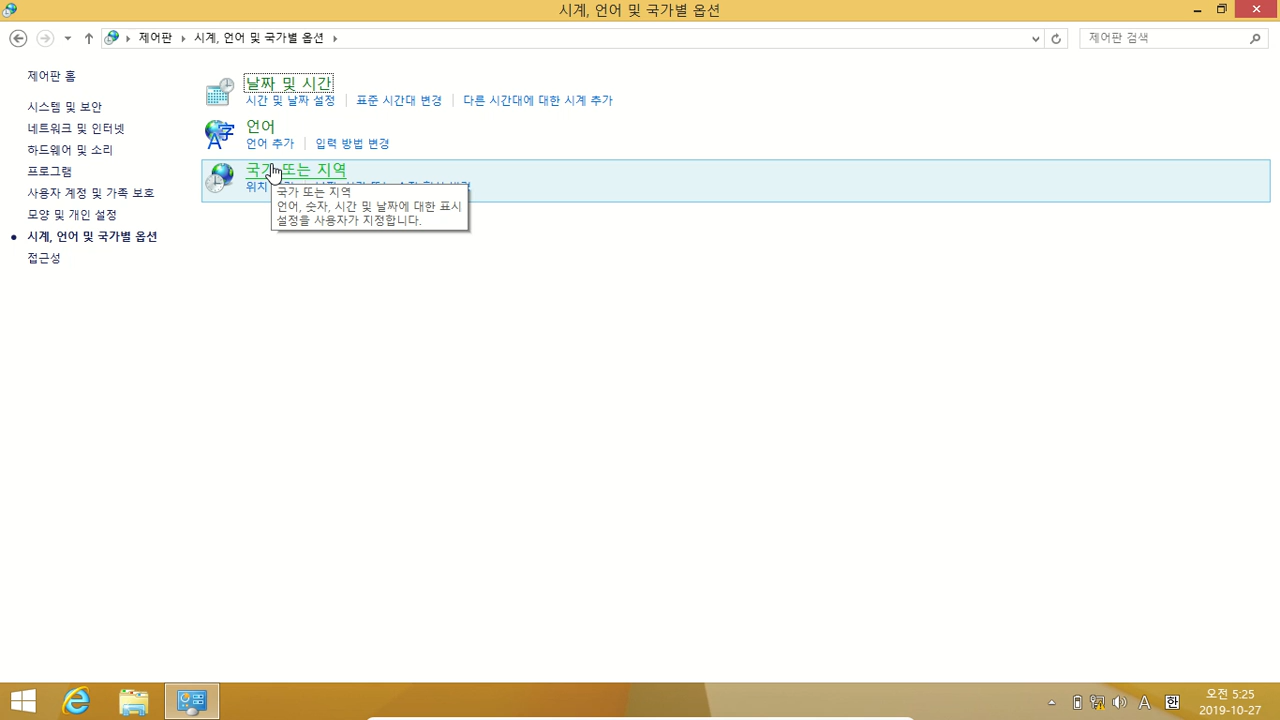 시계, 언어 및 국가별 옵션
제어판 시계, 언어 및 국가별 옵션
제어판 검색
제어판 홈
시스템 및 보안
네트워크 및 인터넷
하드웨어 및 소리
프로그램
사용자 계정 및 가족 보호
모양 및 개인 설정
시계, 언어 및 국가별 옵션
접근성
날짜 및 시간
시간 및 날짜 설정 표준 시간대 변경 다른 시간대에 대한 시계 추가
언어
언어 추가 입력 방법 변경
국가 또는 지역
위치
국가 또는 지역
언어, 숫자, 시간 및 날짜에 대한 표시
설정을 사용자가 지정합니다.
A 한
오전 5:25
2019-10-27